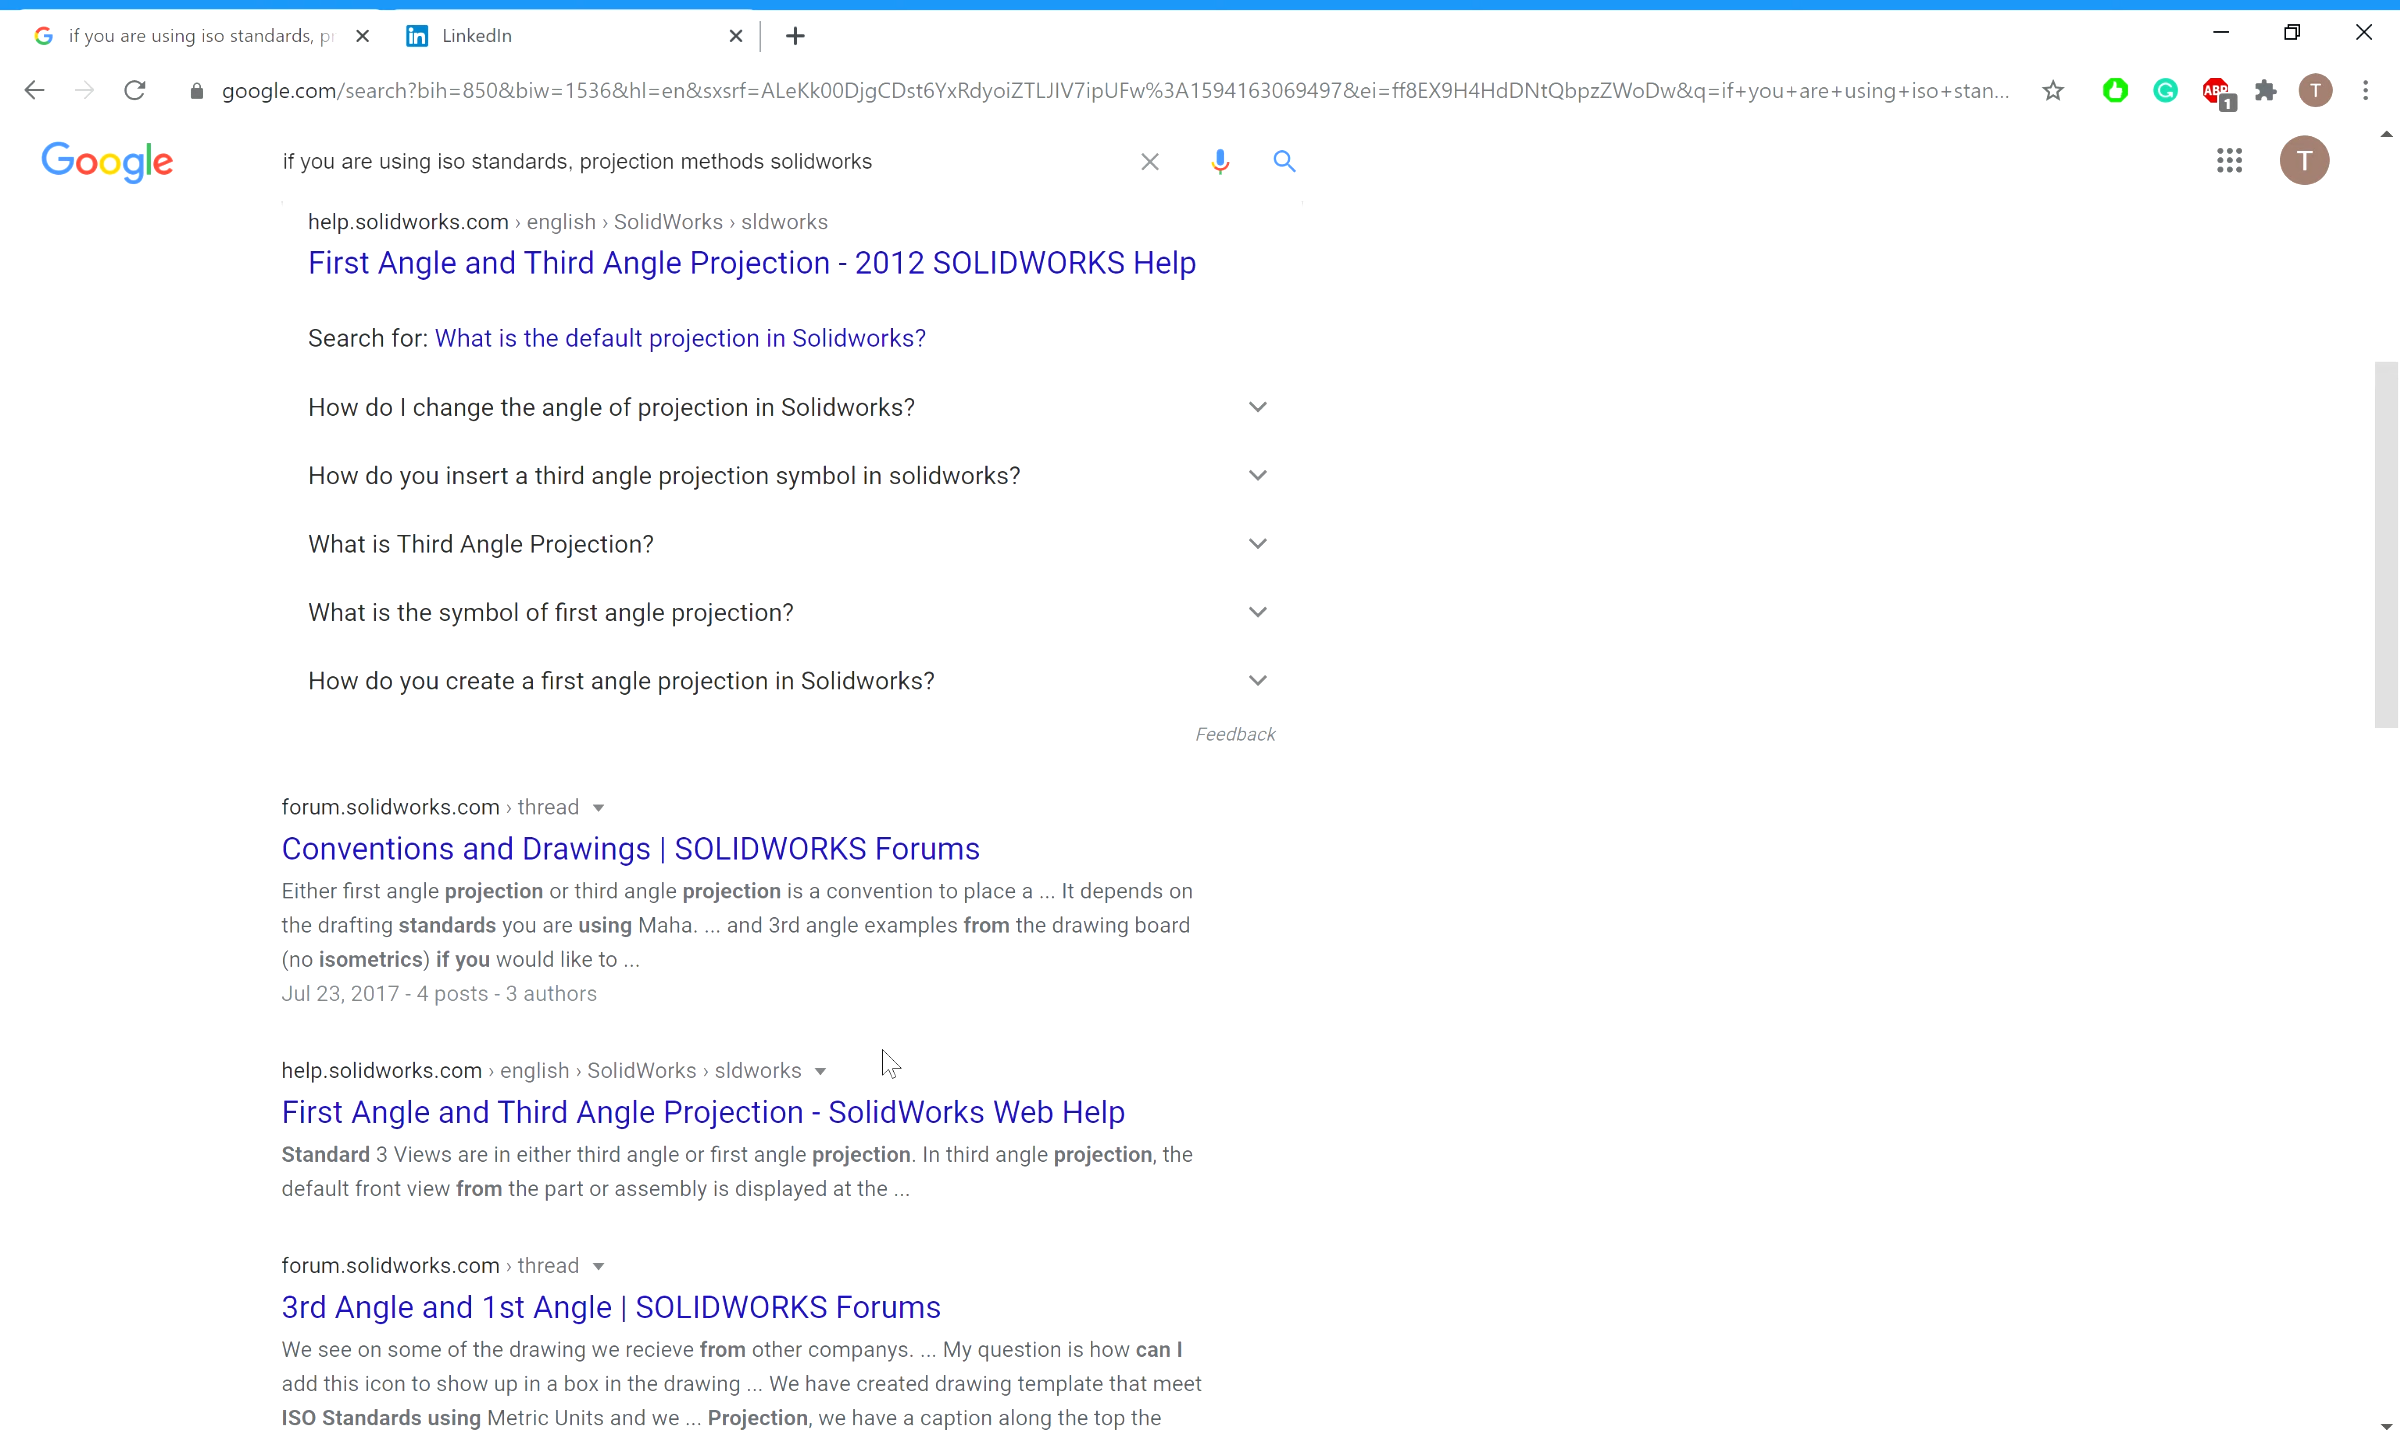 if you are using iso standards, pr
LinkedIn
google.com/search?bih=850&biw=1536&hl=en&sxsrf=ALeKk00DjgCDst6YxRdyoiZTLJIV7ipUFw%3A1594163069497&ei=ff8EX9H4HdDNtQbpzZWoDw&q=if+you+are+using+iso+stan...
ABP
1
T
Google
if you are using iso standards, projection methods solidworks
T
help.solidworks.com › english › SolidWorks › sldworks
First Angle and Third Angle Projection - 2012 SOLIDWORKS Help
Search for: What is the default projection in Solidworks?
How do I change the angle of projection in Solidworks?
How do you insert a third angle projection symbol in solidworks?
What is Third Angle Projection?
What is the symbol of first angle projection?
How do you create a first angle projection in Solidworks?
Feedback
forum.solidworks.com › thread
Conventions and Drawings | SOLIDWORKS Forums
Either first angle projection or third angle projection is a convention to place a ... It depends on
the drafting standards you are using Maha. ... and 3rd angle examples from the drawing board
(no isometrics) if you would like to ...
Jul 23, 2017 - 4 posts - 3 authors
help.solidworks.com › english › SolidWorks › sldworks
First Angle and Third Angle Projection - SolidWorks Web Help
Standard 3 Views are in either third angle or first angle projection. In third angle projection, the
default front view from the part or assembly is displayed at the ...
forum.solidworks.com › thread
3rd Angle and 1st Angle | SOLIDWORKS Forums
We see on some of the drawing we recieve from other companys. ... My question is how can I
add this icon to show up in a box in the drawing ... We have created drawing template that meet
ISO Standards using Metric Units and we ... Projection, we have a caption along the top the